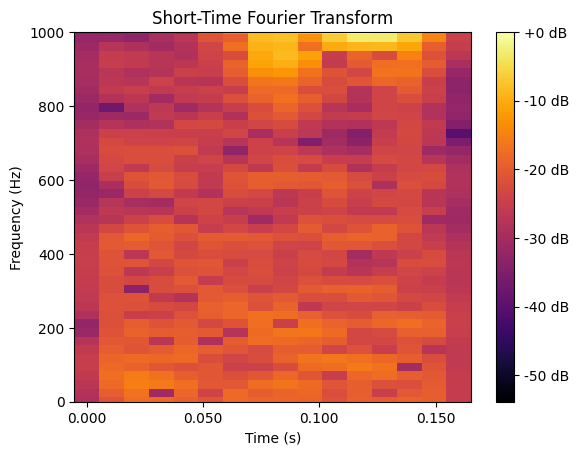 Short-Time Fourier Transform
Frequency (Hz)
1000
800
600
400
200
0
0.000
0.050
0.100
0.150
Time (s)
+0 dB
-10 dB
-20 dB
-30 dB
-40 dB
-50 dB